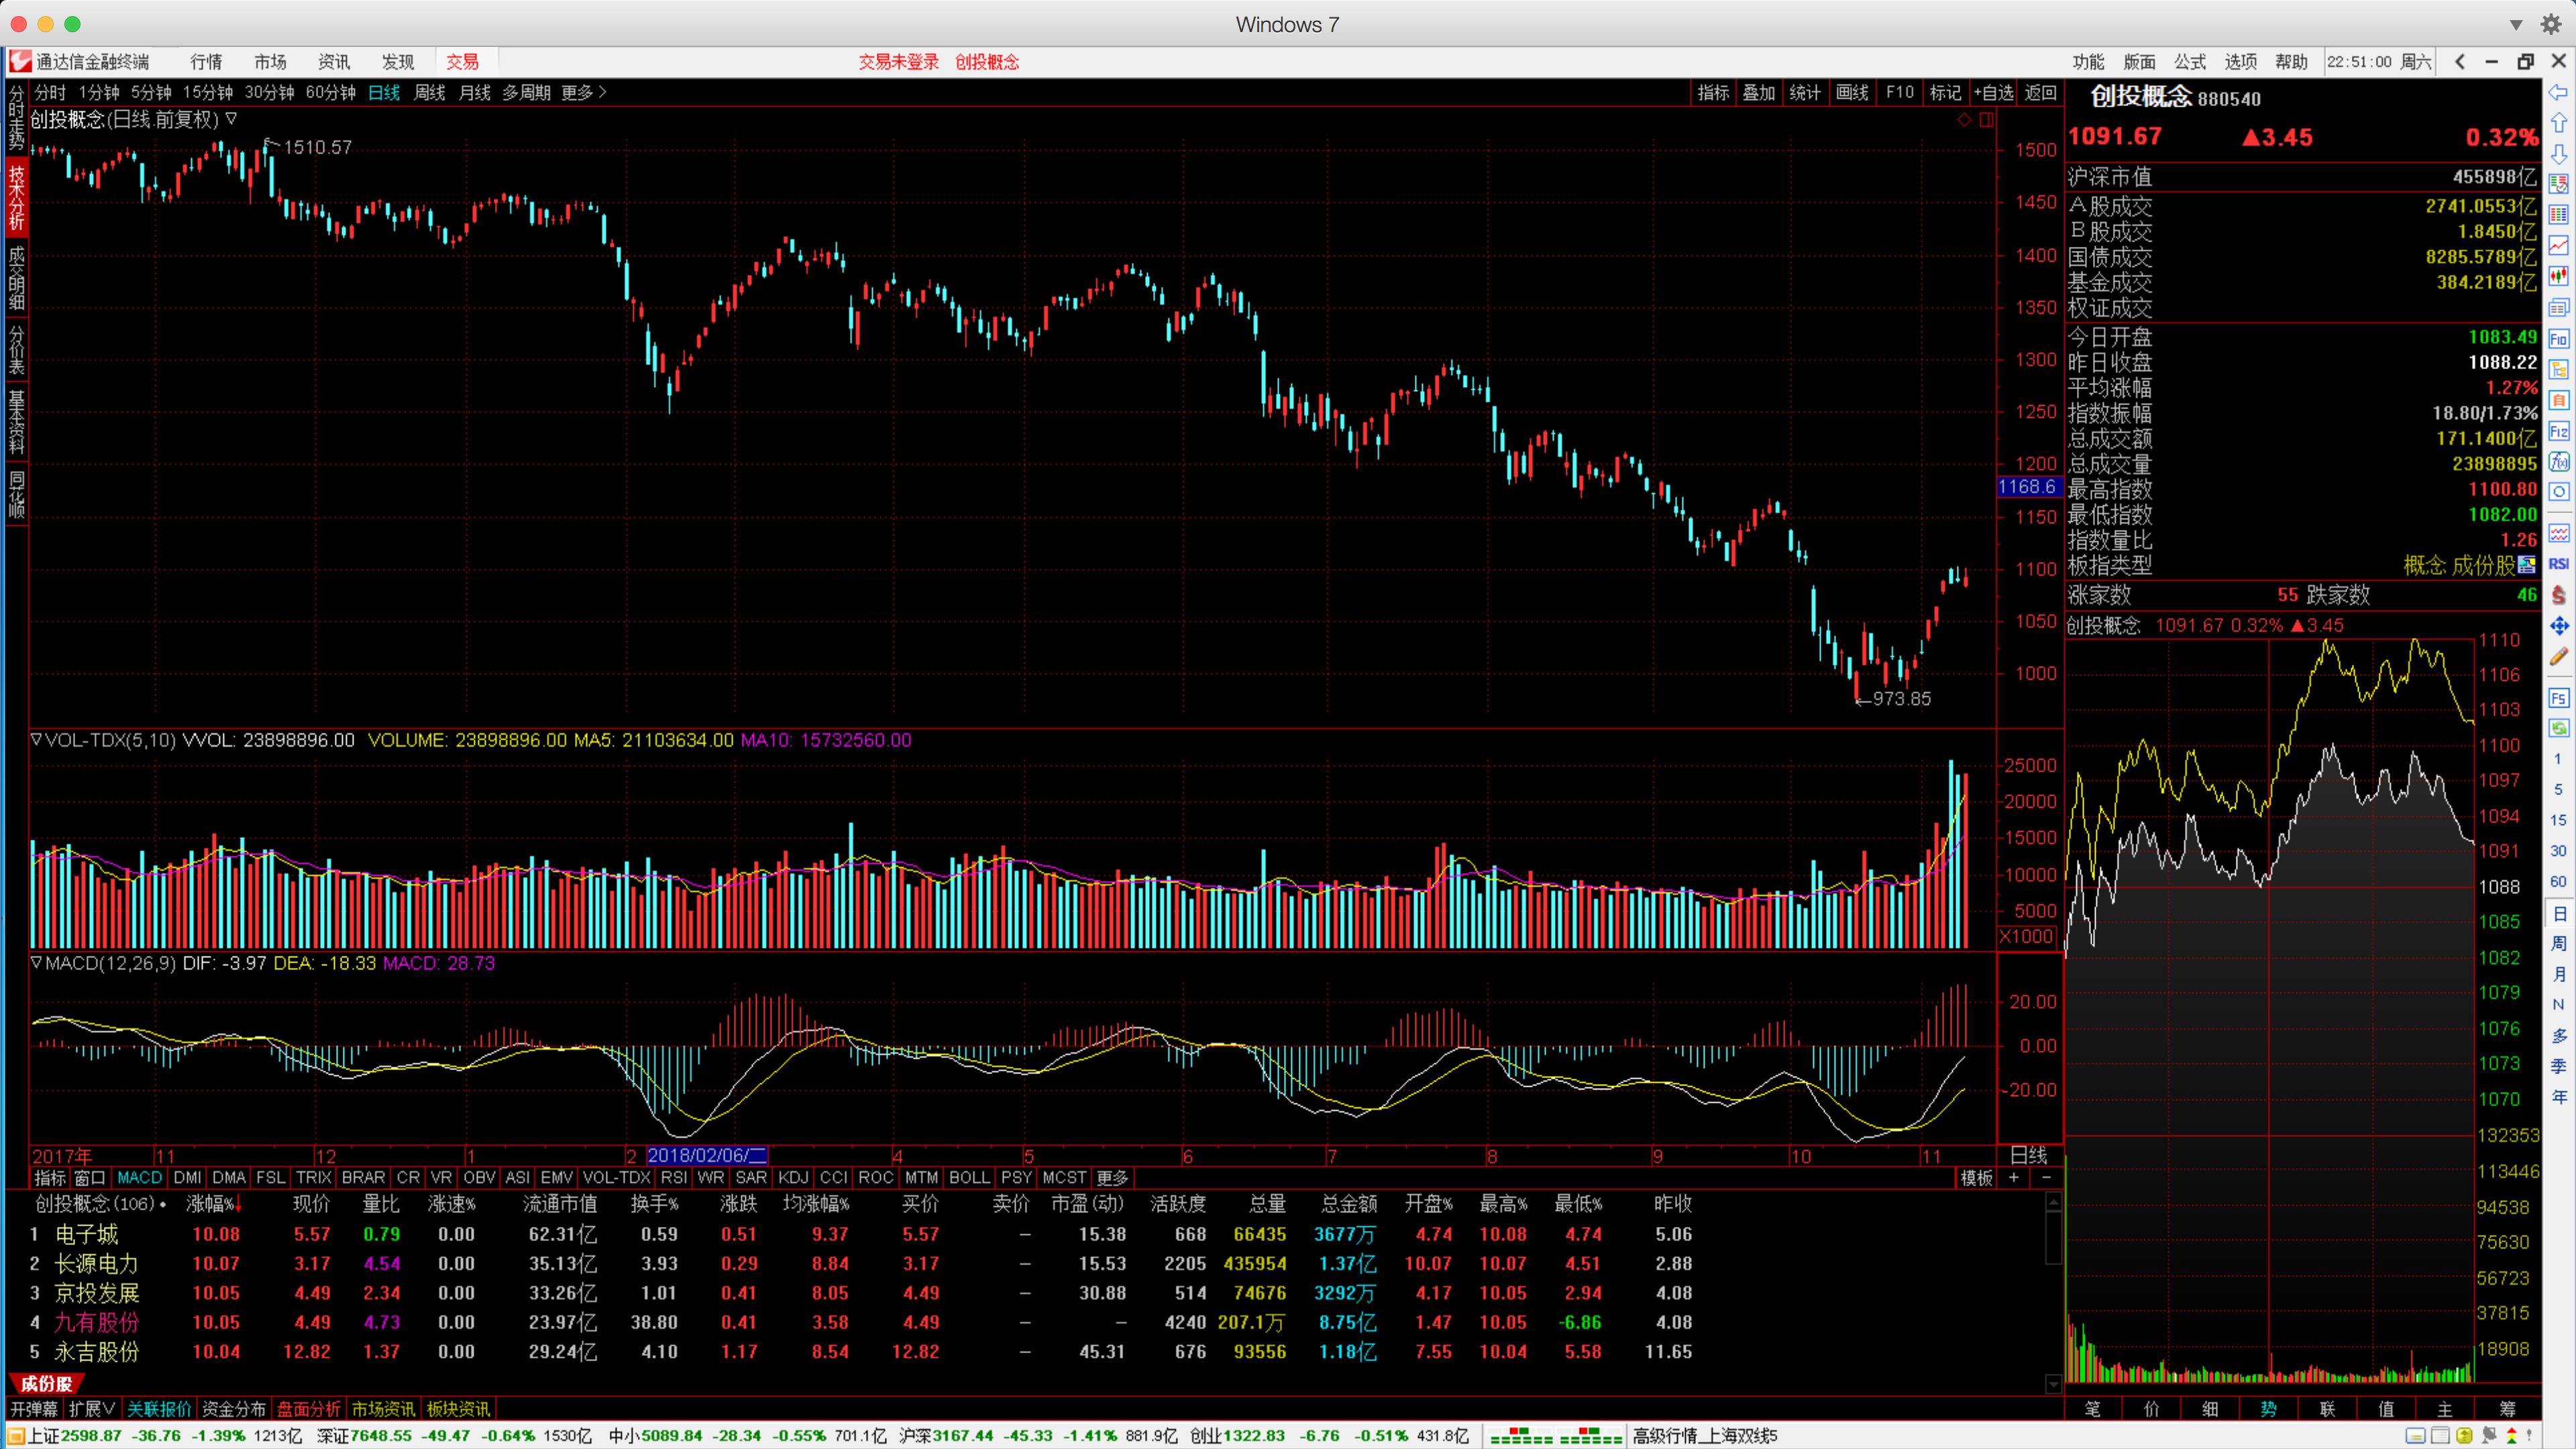 Windows 7
通达信金融终端 行情 市场 资讯 发现 交易 交易未登录 创投概念 功能 版面 公式 选项 帮助 22:51:00 周六
分时 1分钟 5分钟 15分钟 30分钟 60分钟 日线 周线 月线 多周期 更多 > 指标 叠加 统计 画线 F10 标记 +自选 返回
分时走势
技术分析
成交明细
分价表
基本资料
同花顺
创投概念(日线.前复权)
1510.57
973.85
1500
1450
1400
1350
1300
1250
1200
1168.6
1150
1100
1050
1000
VOL-TDX(5,10) VVOL: 23898896.00 VOLUME: 23898896.00 MA5: 21103634.00 MA10: 15732560.00
25000
20000
15000
10000
5000
X1000
MACD(12,26,9) DIF: -3.97 DEA: -18.33 MACD: 28.73
20.00
0.00
-20.00
2017年 11 12 1 2 2018/02/06/二 4 5 6 7 8 9 10 11 日线
指标 窗口 MACD DMI DMA FSL TRIX BRAR CR VR OBV ASI EMV VOL-TDX RSI WR SAR KDJ CCI ROC MTM BOLL PSY MCST 更多 模板 + -
创投概念(106) 涨幅%↓ 现价 量比 涨速% 流通市值 换手% 涨跌 均涨幅% 买价 卖价 市盈(动) 活跃度 总量 总金额 开盘% 最高% 最低% 昨收
1 电子城 10.08 5.57 0.79 0.00 62.31亿 0.59 0.51 9.37 5.57 – 15.38 668 66435 3677万 4.74 10.08 4.74 5.06
2 长源电力 10.07 3.17 4.54 0.00 35.13亿 3.93 0.29 8.84 3.17 – 15.53 2205 435954 1.37亿 10.07 10.07 4.51 2.88
3 京投发展 10.05 4.49 2.34 0.00 33.26亿 1.01 0.41 8.05 4.49 – 30.88 514 74676 3292万 4.17 10.05 2.94 4.08
4 九有股份 10.05 4.49 4.73 0.00 23.97亿 38.80 0.41 3.58 4.49 – – 4240 207.1万 8.75亿 1.47 10.05 -6.86 4.08
5 永吉股份 10.04 12.82 1.37 0.00 29.24亿 4.10 1.17 8.54 12.82 – 45.31 676 93556 1.18亿 7.55 10.04 5.58 11.65
成份股
开弹幕 扩展 关联报价 资金分布 盘面分析 市场资讯 板块资讯
创投概念 880540
1091.67 ▲3.45 0.32%
沪深市值 455898亿
A股成交 2741.0553亿
B股成交 1.8450亿
国债成交 8285.5789亿
基金成交 384.2189亿
权证成交
今日开盘 1083.49
昨日收盘 1088.22
平均涨幅 1.27%
指数振幅 18.80/1.73%
总成交额 171.1400亿
总成交量 23898895
最高指数 1100.80
最低指数 1082.00
指数量比 1.26
板指类型 概念 成份股
涨家数 55 跌家数 46
创投概念 1091.67 0.32% ▲3.45
1110
1106
1103
1100
1097
1094
1091
1088
1085
1082
1079
1076
1073
1070
132353
113446
94538
75630
56723
37815
18908
笔 价 细 势 联 值 主 筹
F10
自
F12
RSI
F5
1
5
15
30
60
日
周
月
N
多
季
年
上证2598.87 -36.76 -1.39% 1213亿 深证7648.55 -49.47 -0.64% 1530亿 中小5089.84 -28.34 -0.55% 701.1亿 沪深3167.44 -45.33 -1.41% 881.9亿 创业1322.83 -6.76 -0.51% 431.8亿 高级行情_上海双线5